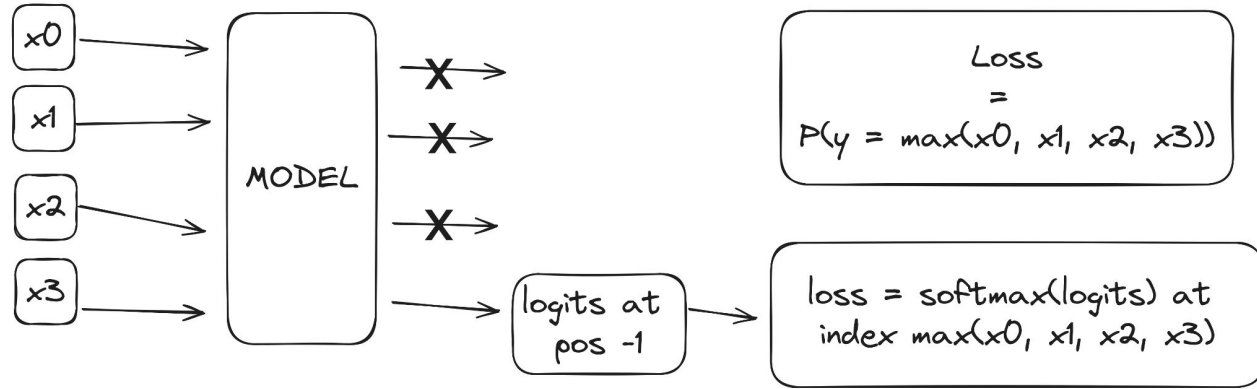 x0
x1
x2
x3
MODEL
X
X
X
logits at
pos -1
Loss
=
P(y = max(x0, x1, x2, x3))
loss = softmax(logits) at
index max(x0, x1, x2, x3)